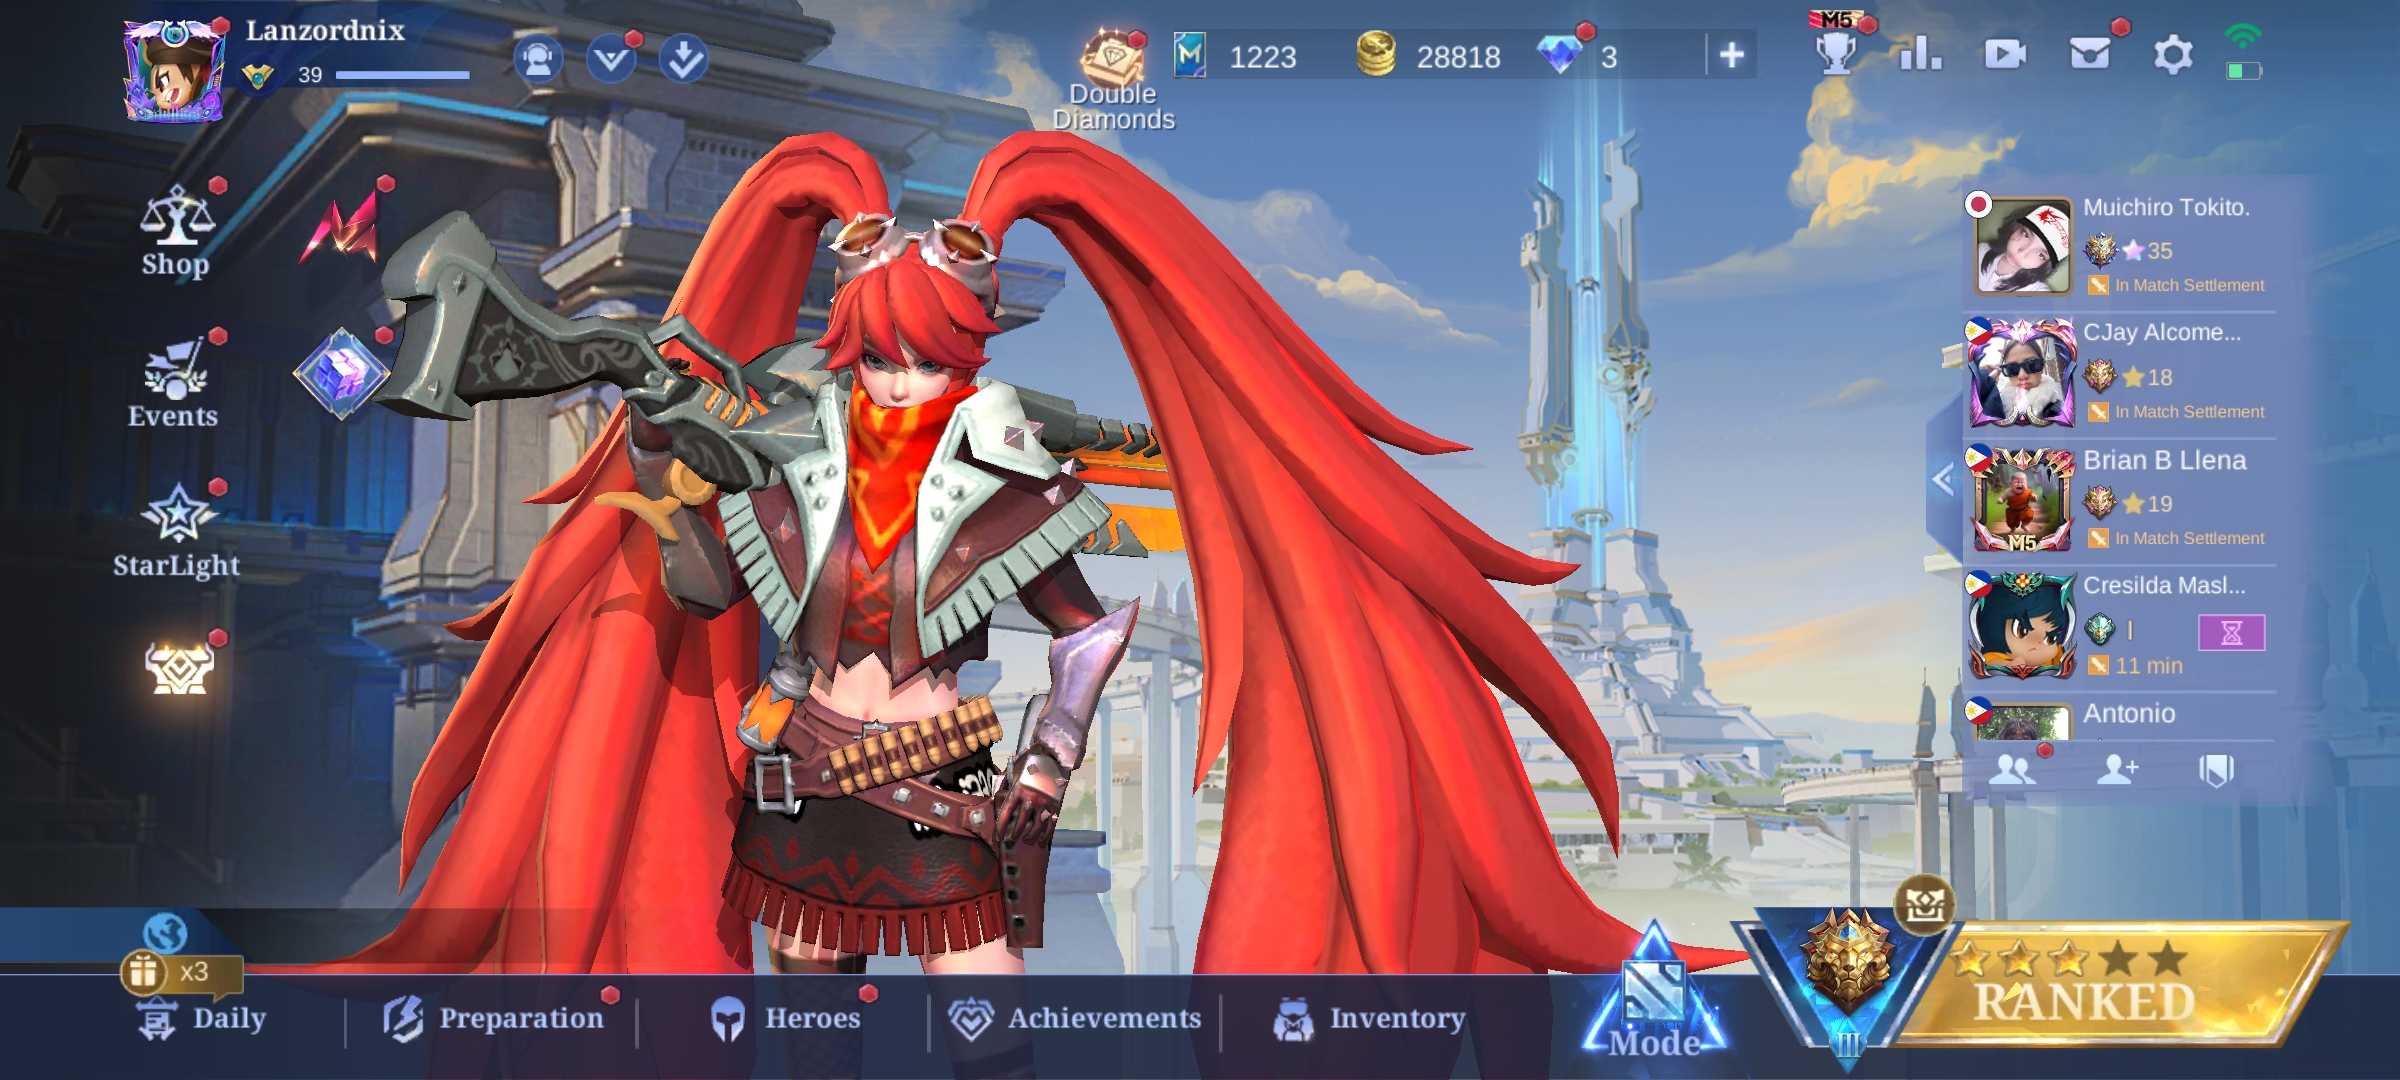 Lanzordnix
39
Double
Diamonds
1223
28818
3
M5
Shop
Events
StarLight
Muichiro Tokito.
35
In Match Settlement
CJay Alcome...
18
In Match Settlement
Brian B Llena
19
In Match Settlement
M5
Cresilda Masl...
I
11 min
Antonio
x3
Daily
Preparation
Heroes
Achievements
Inventory
Mode
III
RANKED